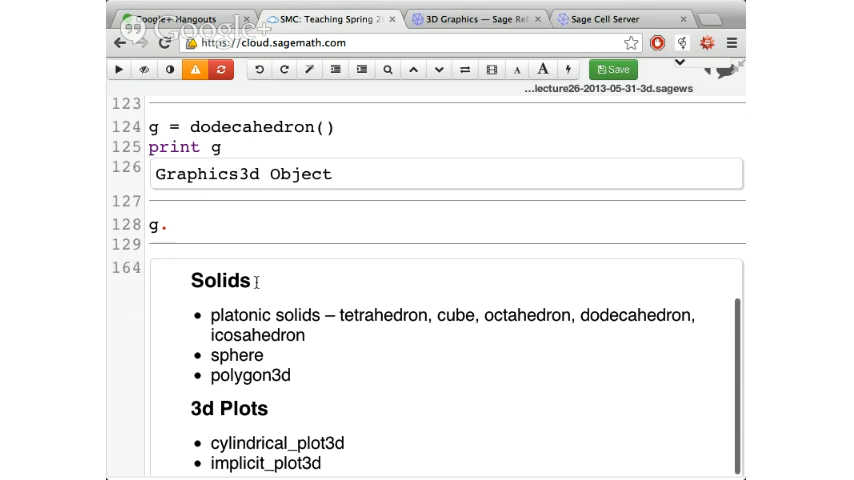 Google+ Hangouts
SMC: Teaching Spring 2
3D Graphics — Sage Re
Sage Cell Server
Google+
https://cloud.sagemath.com
A
A
Save
...lecture26-2013-05-31-3d.sagews
123
124 g = dodecahedron()
125 print g
126 Graphics3d Object
127
128 g.
129
164
Solids
• platonic solids – tetrahedron, cube, octahedron, dodecahedron,
icosahedron
• sphere
• polygon3d
3d Plots
• cylindrical_plot3d
• implicit_plot3d